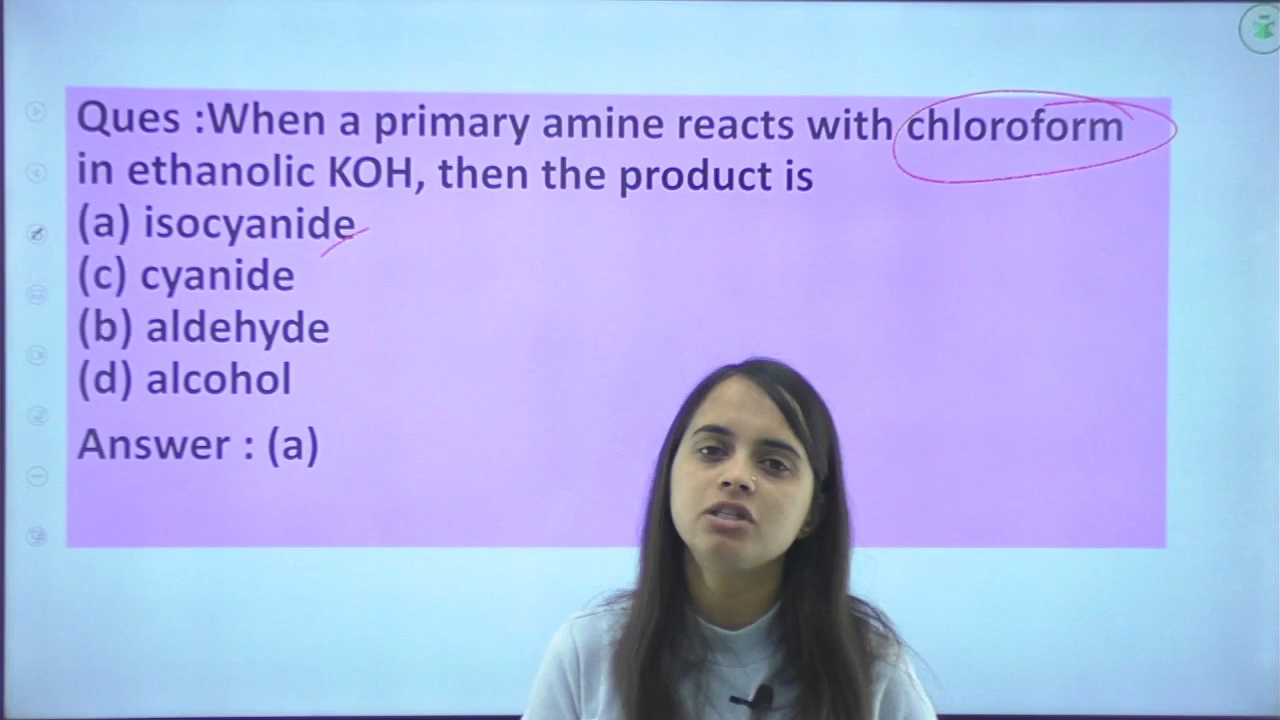 Ques :When a primary amine reacts with chloroform
in ethanolic KOH, then the product is
(a) isocyanide
(c) cyanide
(b) aldehyde
(d) alcohol
Answer : (a)